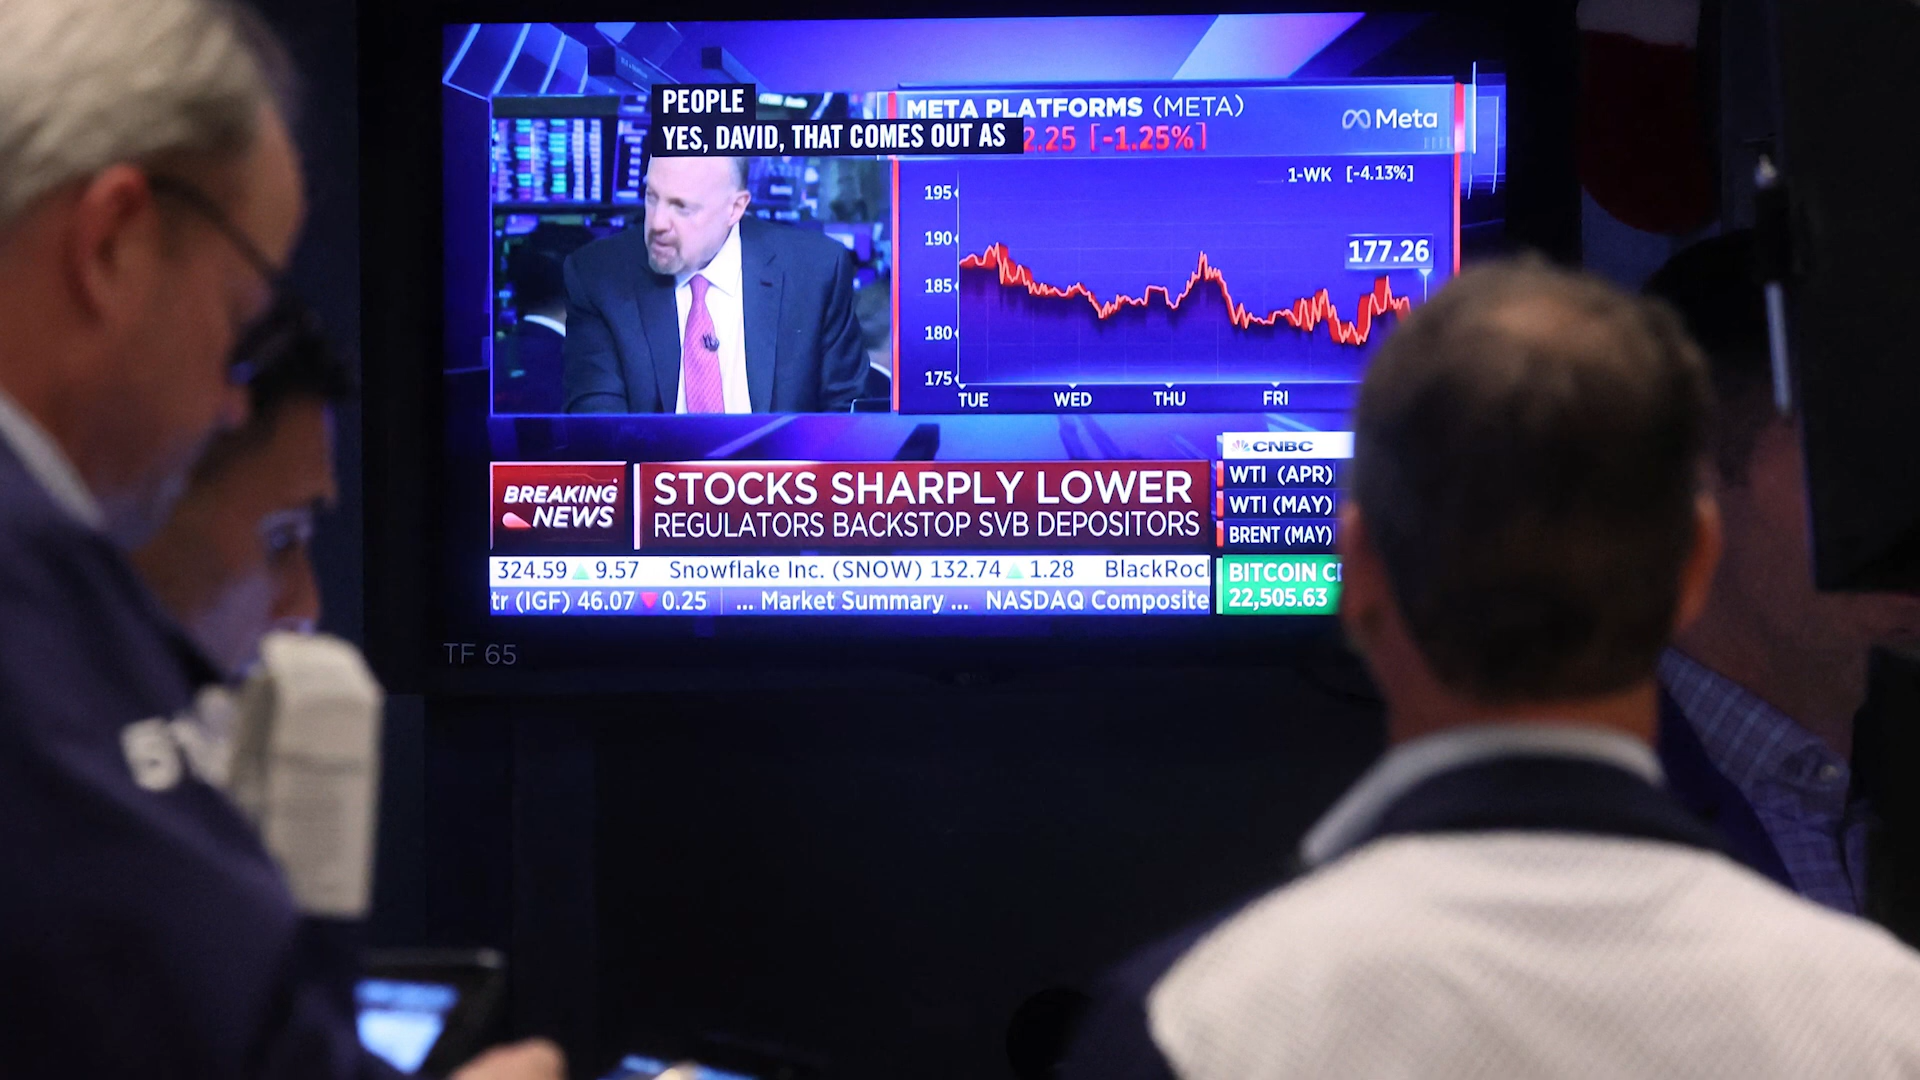 PEOPLE
YES, DAVID, THAT COMES OUT AS
META PLATFORMS (META)
2.25 [-1.25%]
Meta
1-WK [-4.13%]
195
190
177.26
185
180
175
TUE WED THU FRI
CNBC
WTI (APR)
WTI (MAY)
BRENT (MAY)
BREAKING NEWS
STOCKS SHARPLY LOWER
REGULATORS BACKSTOP SVB DEPOSITORS
324.59 ▲ 9.57 Snowflake Inc. (SNOW) 132.74 ▲ 1.28 BlackRoc
tr (IGF) 46.07 ▼ 0.25 ... Market Summary ... NASDAQ Composite
BITCOIN C
22,505.63
TF 65